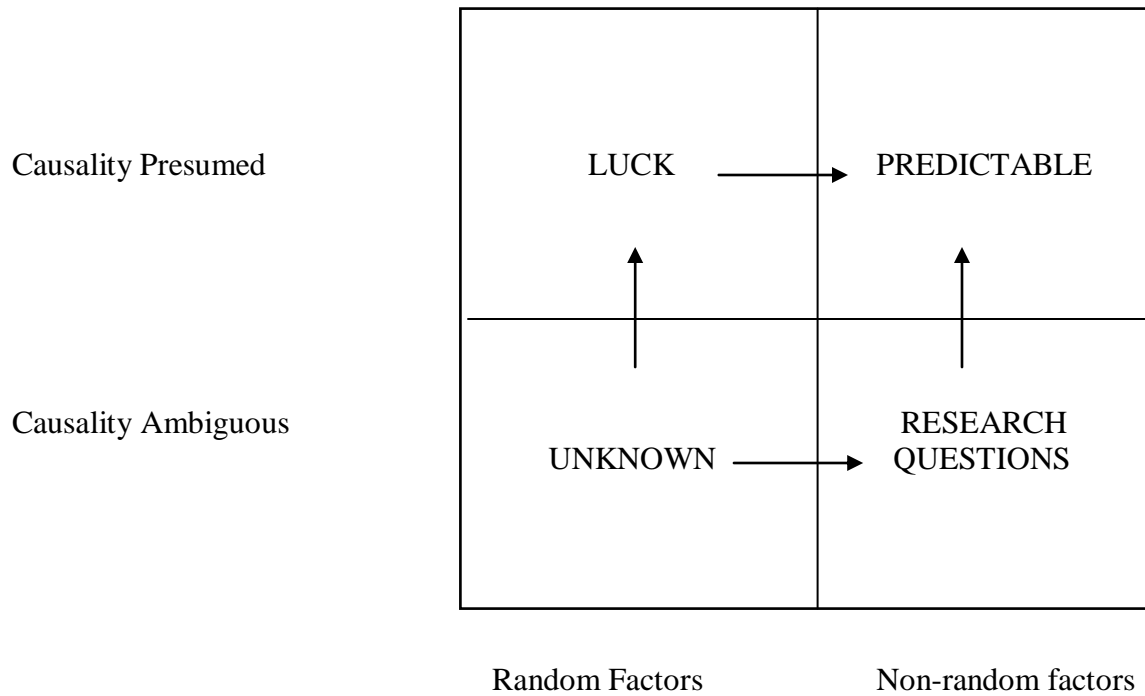 Causality Presumed
LUCK
PREDICTABLE
Causality Ambiguous
UNKNOWN
RESEARCH
QUESTIONS
Random Factors
Non-random factors